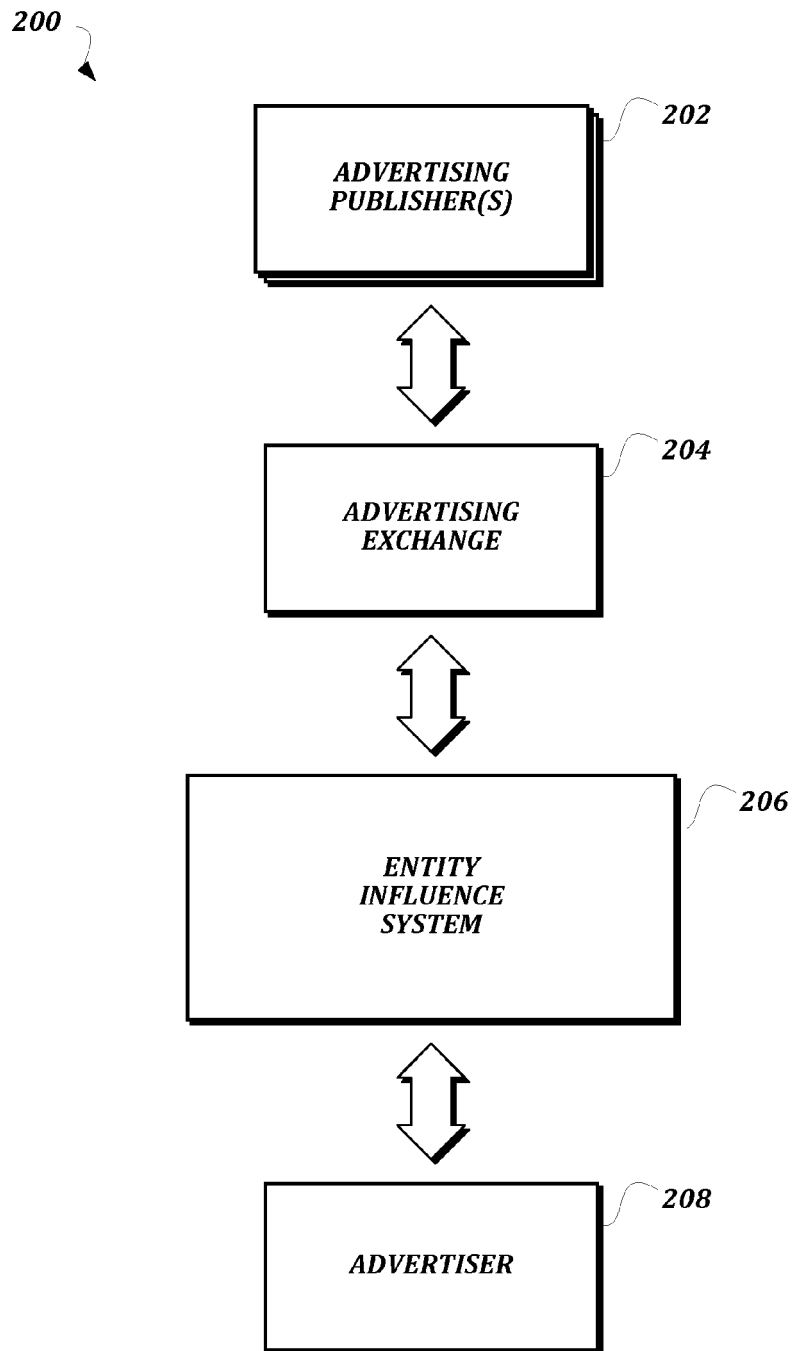 200
202
ADVERTISING
PUBLISHER(S)
204
ADVERTISING
EXCHANGE
206
ENTITY
INFLUENCE
SYSTEM
208
ADVERTISER